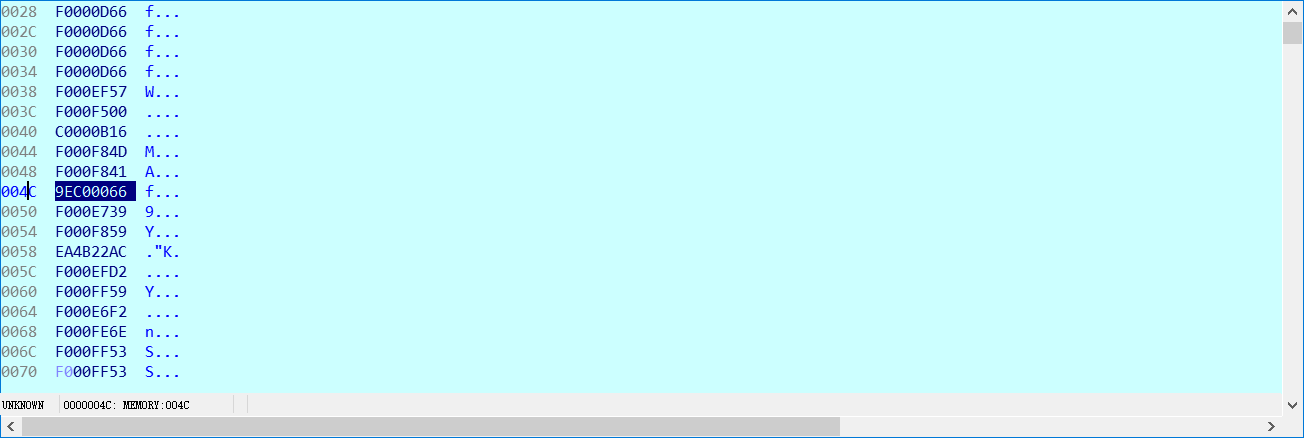 0028 F0000D66 f...
002C F0000D66 f...
0030 F0000D66 f...
0034 F0000D66 f...
0038 F000EF57 W...
003C F000F500 ....
0040 C0000B16 ....
0044 F000F84D M...
0048 F000F841 A...
004C 9EC00066 f...
0050 F000E739 9...
0054 F000F859 Y...
0058 EA4B22AC ."K.
005C F000EFD2 ....
0060 F000FF59 Y...
0064 F000E6F2 ....
0068 F000FE6E n...
006C F000FF53 S...
0070 F000FF53 S...
UNKNOWN 0000004C: MEMORY:004C